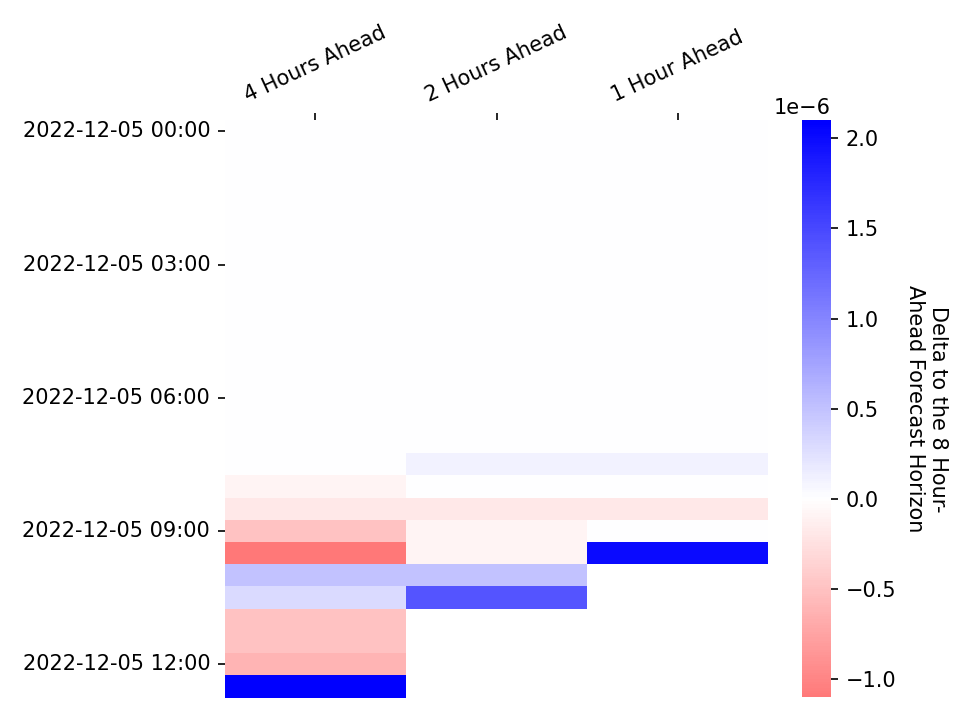 4 Hours Ahead
2 Hours Ahead
1 Hour Ahead
1e−6
2022-12-05 00:00
2022-12-05 03:00
2022-12-05 06:00
2022-12-05 09:00
2022-12-05 12:00
2.0
1.5
1.0
0.5
0.0
−0.5
−1.0
Delta to the 8 Hour-
Ahead Forecast Horizon